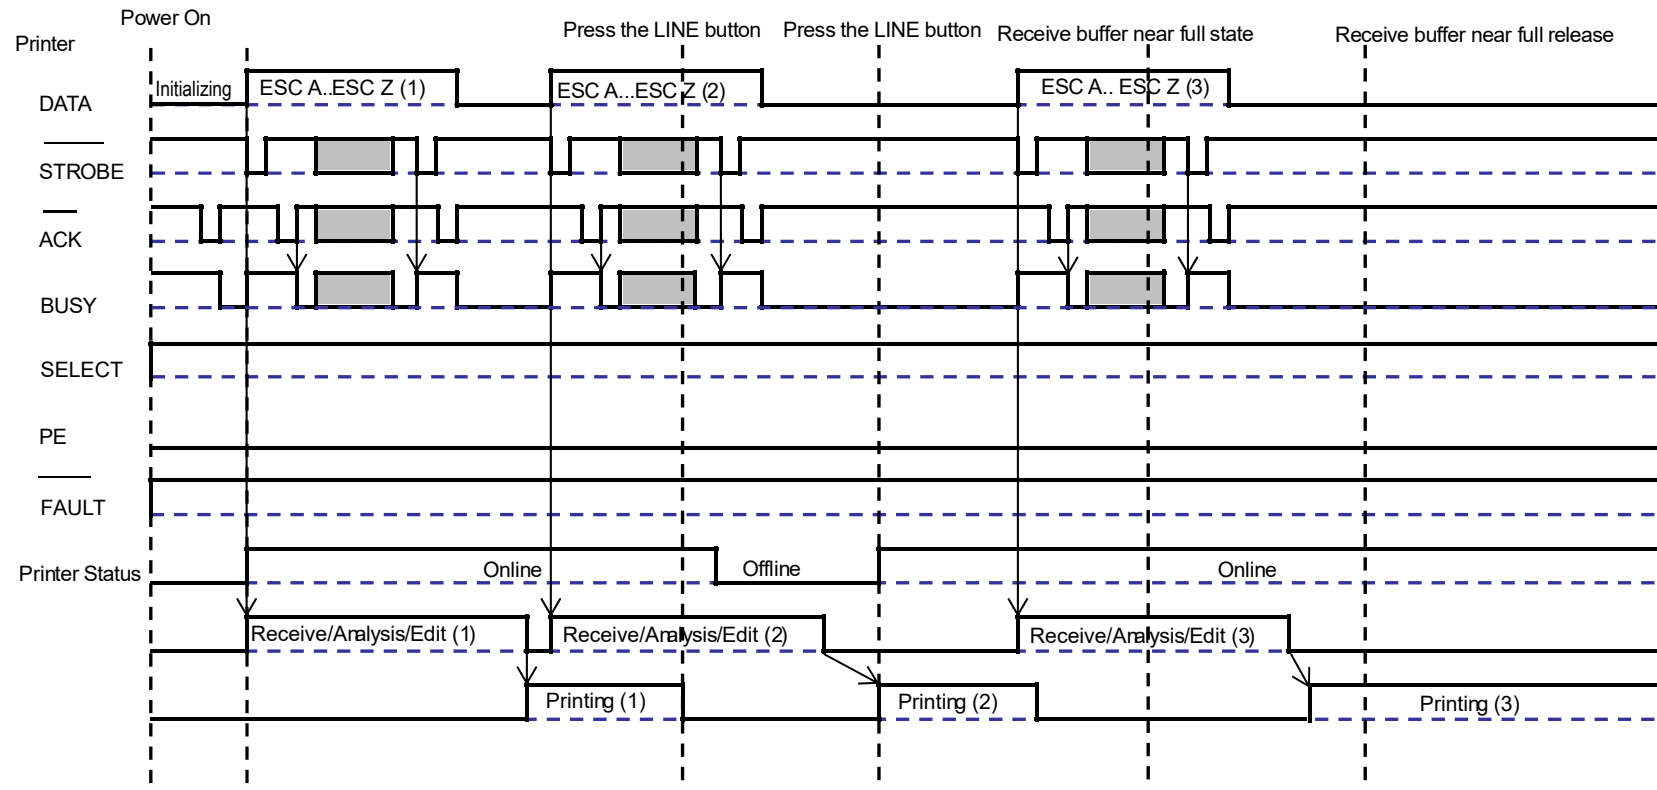 Power On
Press the LINE button Press the LINE button Receive buffer near full state Receive buffer near full release
Printer
Initializing ESC A..ESC Z (1) ESC A...ESC Z (2) ESC A.. ESC Z (3)
DATA
STROBE
ACK
BUSY
SELECT
PE
FAULT
Printer Status Online Offline Online
Receive/Analysis/Edit (1) Receive/Analysis/Edit (2) Receive/Analysis/Edit (3)
Printing (1) Printing (2) Printing (3)